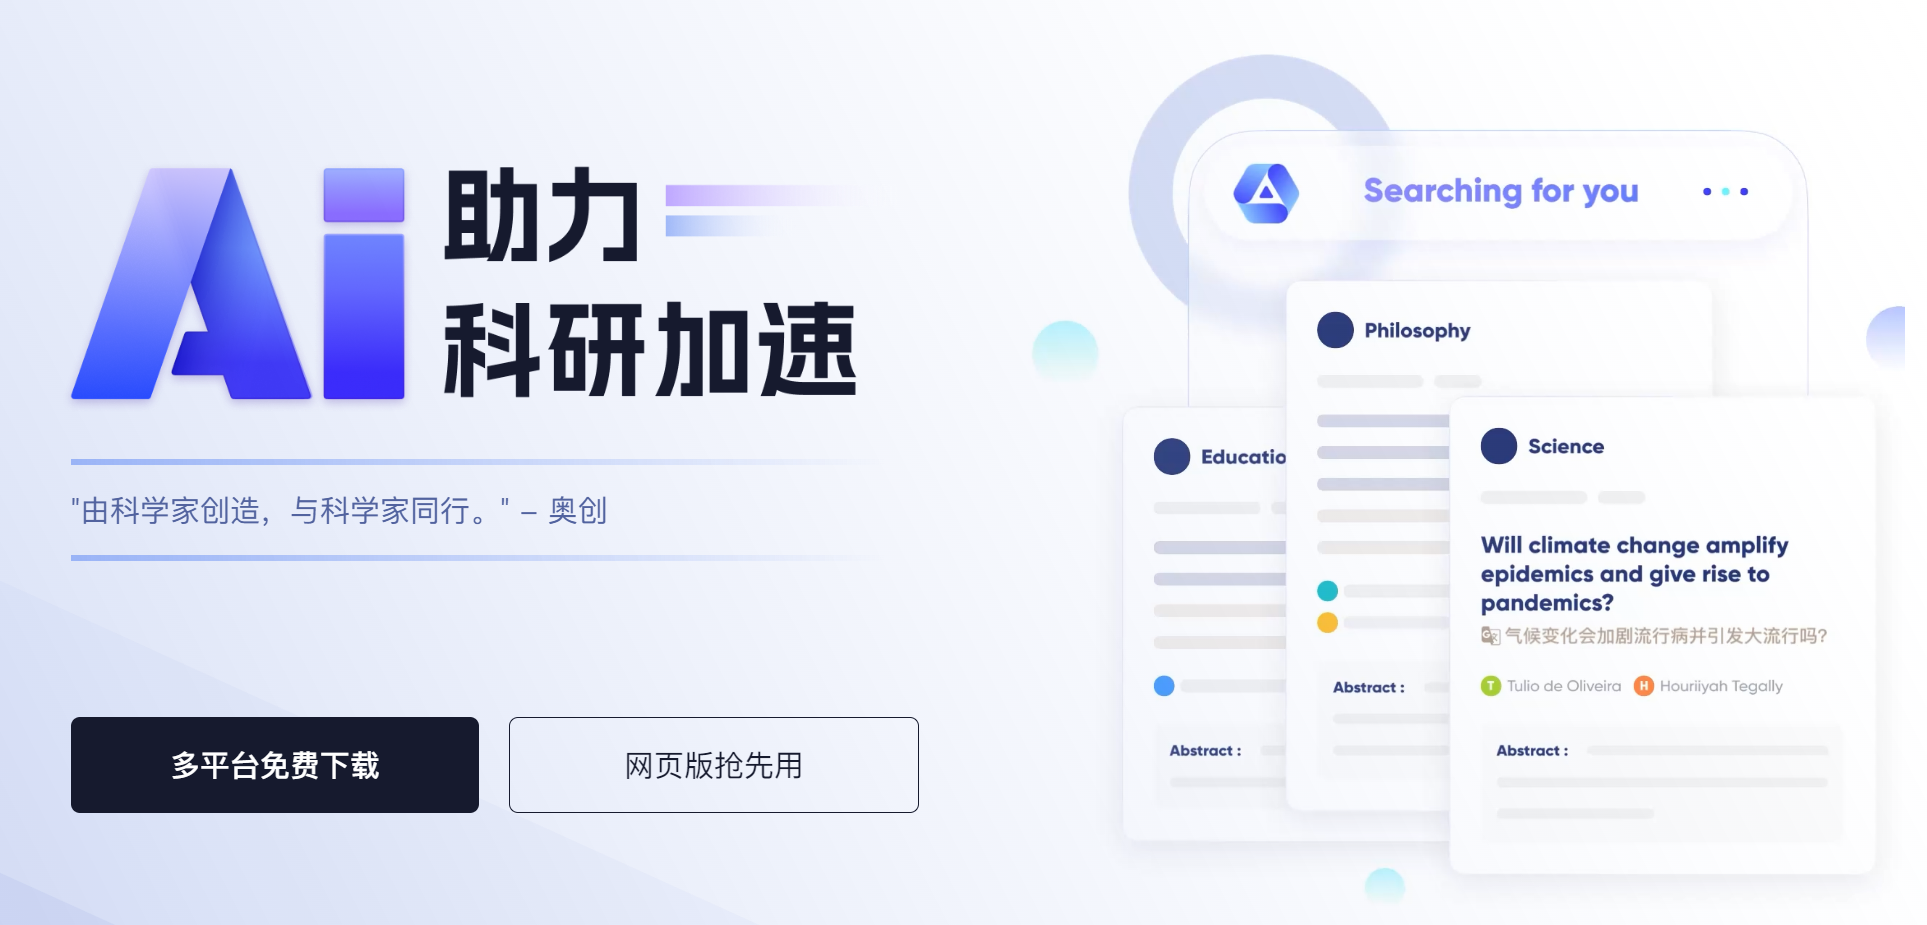 Ai
助力
科研加速
"由科学家创造，与科学家同行。" – 奥创
多平台免费下载
网页版抢先用
Searching for you
Philosophy
Abstract :
Educatio
Abstract :
Science
Will climate change amplify
epidemics and give rise to
pandemics?
气候变化会加剧流行病并引发大流行吗?
T Tulio de Oliveira H Houriiyah Tegally
Abstract :